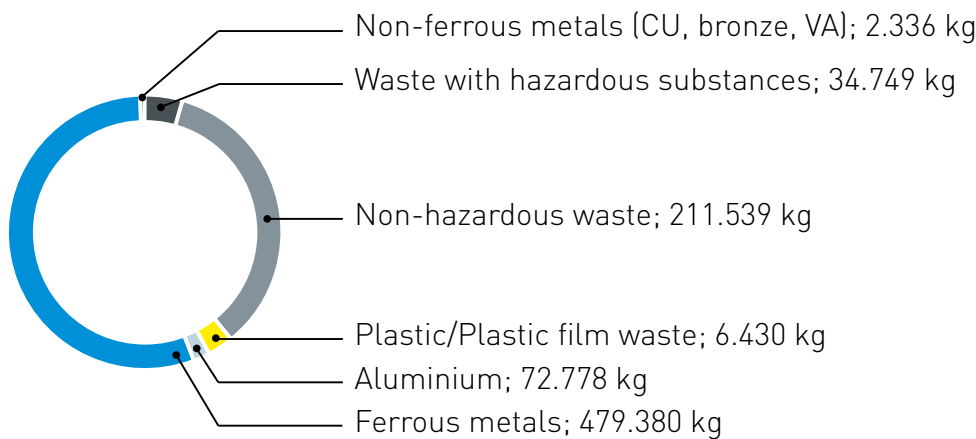 Non-ferrous metals (CU, bronze, VA); 2.336 kg
Waste with hazardous substances; 34.749 kg
Non-hazardous waste; 211.539 kg
Plastic/Plastic film waste; 6.430 kg
Aluminium; 72.778 kg
Ferrous metals; 479.380 kg